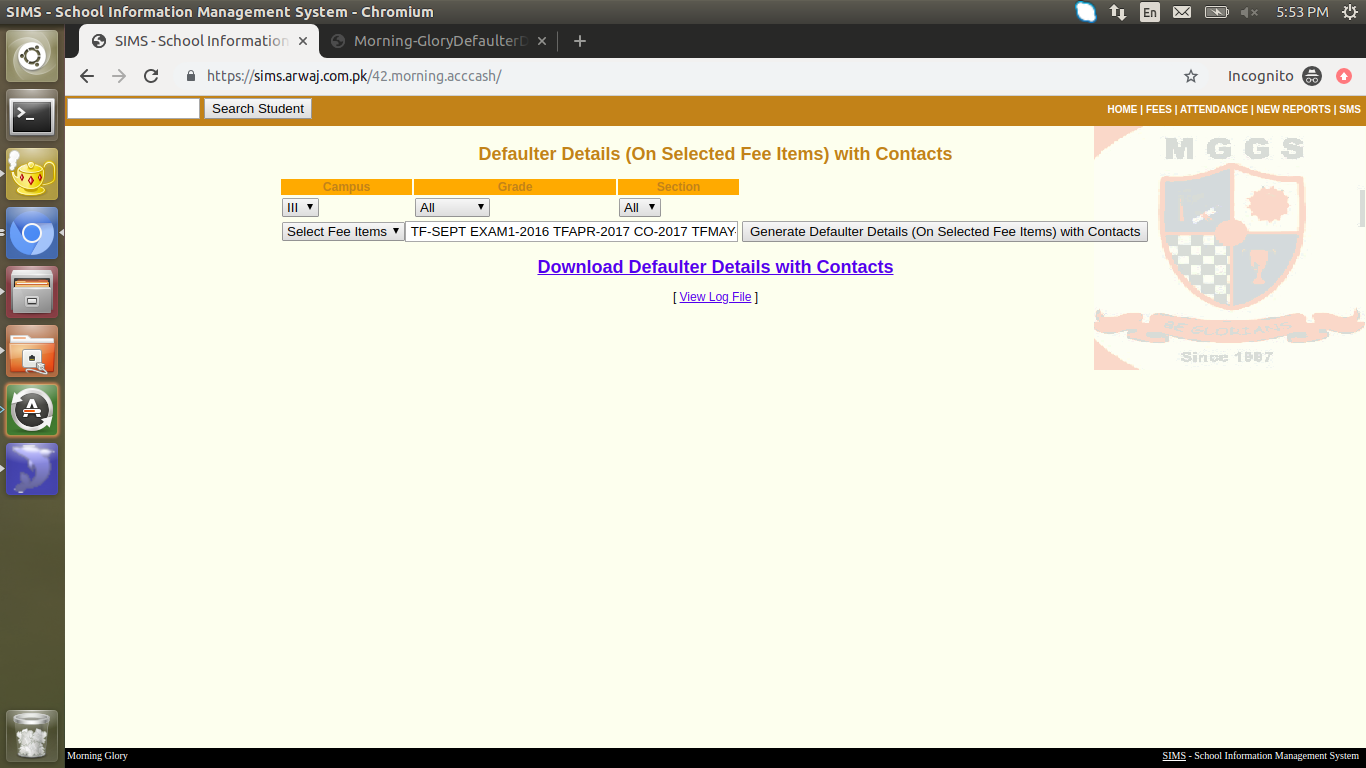 SIMS - School Information Management System - Chromium
En
5:53 PM
SIMS - School Information
Morning-GloryDefaulterD
https://sims.arwaj.com.pk/42.morning.acccash/
Incognito
Search Student
HOME | FEES | ATTENDANCE | NEW REPORTS | SMS
MGGS
Defaulter Details (On Selected Fee Items) with Contacts
Campus Grade Section
III All All
Select Fee Items TF-SEPT EXAM1-2016 TFAPR-2017 CO-2017 TFMAY- Generate Defaulter Details (On Selected Fee Items) with Contacts
Download Defaulter Details with Contacts
[ View Log File ]
Since 1997
Morning Glory
SIMS - School Information Management System